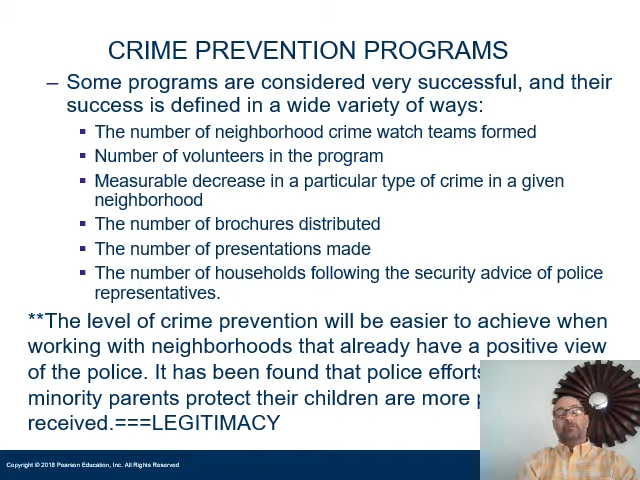 CRIME PREVENTION PROGRAMS
– Some programs are considered very successful, and their
success is defined in a wide variety of ways:
▪ The number of neighborhood crime watch teams formed
▪ Number of volunteers in the program
▪ Measurable decrease in a particular type of crime in a given
neighborhood
▪ The number of brochures distributed
▪ The number of presentations made
▪ The number of households following the security advice of police
representatives.
**The level of crime prevention will be easier to achieve when
working with neighborhoods that already have a positive view
of the police. It has been found that police efforts
minority parents protect their children are more
received.===LEGITIMACY
Copyright © 2018 Pearson Education, Inc. All Rights Reserved